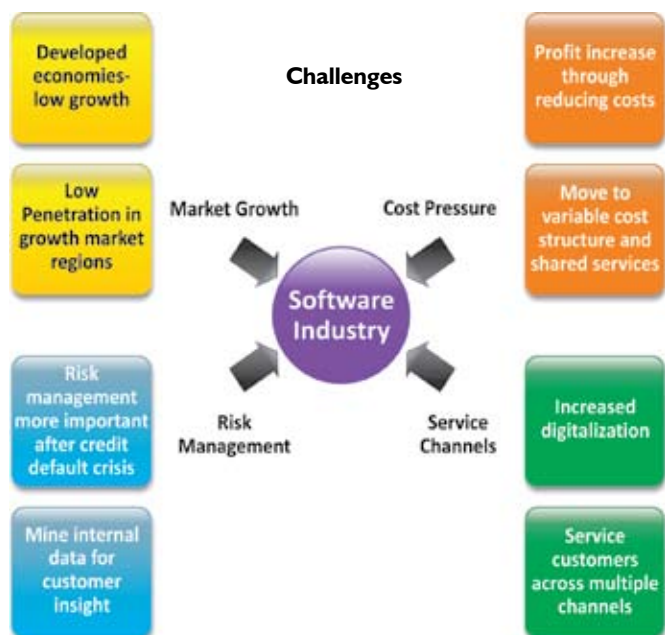 Challenges
Developed
economies-
low growth
Low
Penetration in
growth market
regions
Market Growth
Cost Pressure
Profit increase
through
reducing costs
Move to
variable cost
structure and
shared services
Software
Industry
Risk
management
more important
after credit
default crisis
Mine internal
data for
customer
insight
Risk
Management
Service
Channels
Increased
digitalization
Service
customers
across multiple
channels